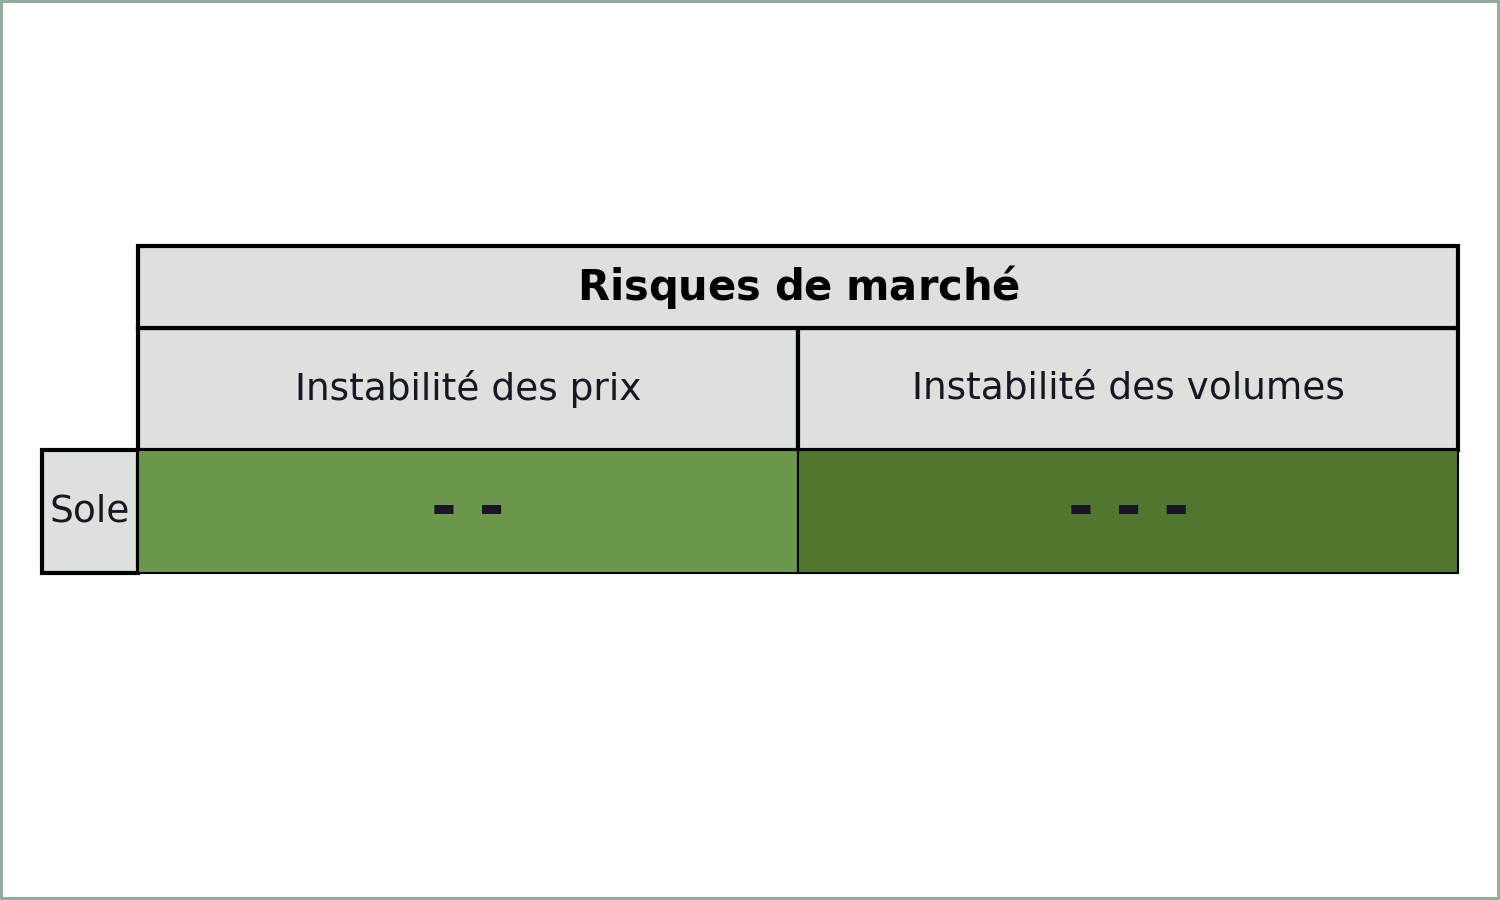 Risques de marché
Instabilité des prix
Instabilité des volumes
Sole
- -
- - -